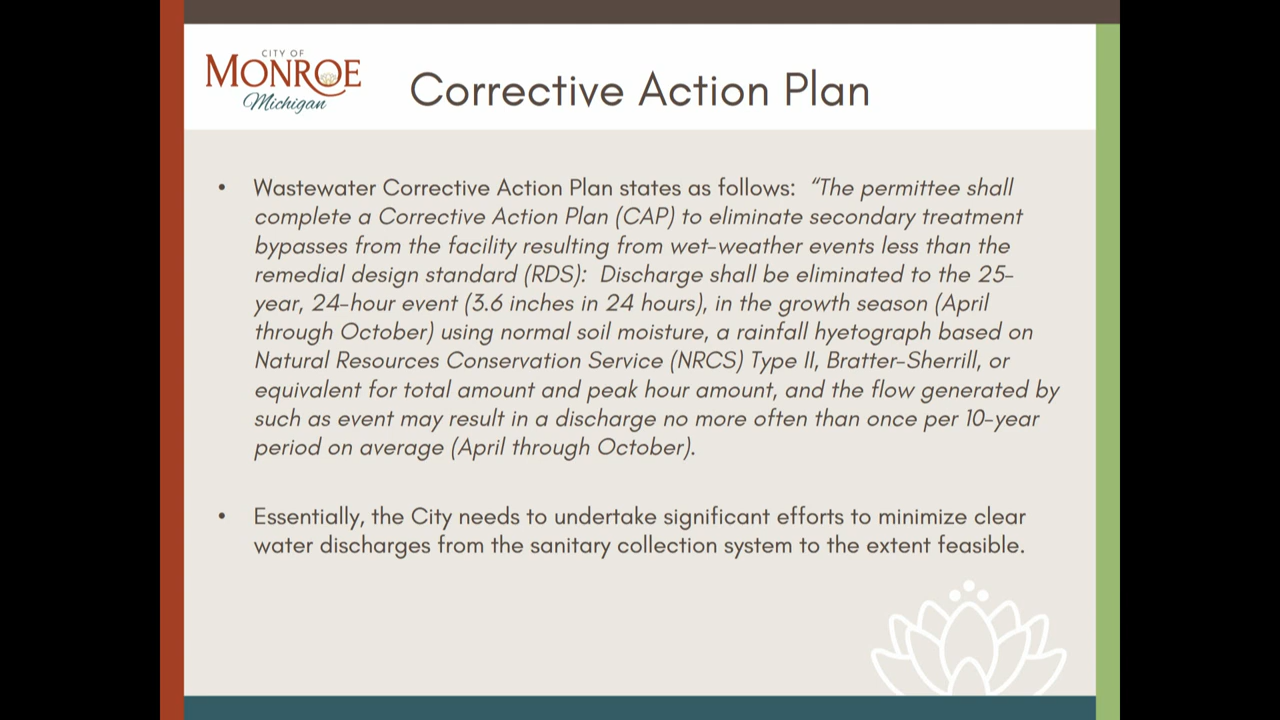 CITY OF
MONROE
Michigan
Corrective Action Plan
• Wastewater Corrective Action Plan states as follows: “The permittee shall
complete a Corrective Action Plan (CAP) to eliminate secondary treatment
bypasses from the facility resulting from wet-weather events less than the
remedial design standard (RDS): Discharge shall be eliminated to the 25-
year, 24-hour event (3.6 inches in 24 hours), in the growth season (April
through October) using normal soil moisture, a rainfall hyetograph based on
Natural Resources Conservation Service (NRCS) Type II, Bratter-Sherrill, or
equivalent for total amount and peak hour amount, and the flow generated by
such as event may result in a discharge no more often than once per 10-year
period on average (April through October).
• Essentially, the City needs to undertake significant efforts to minimize clear
water discharges from the sanitary collection system to the extent feasible.